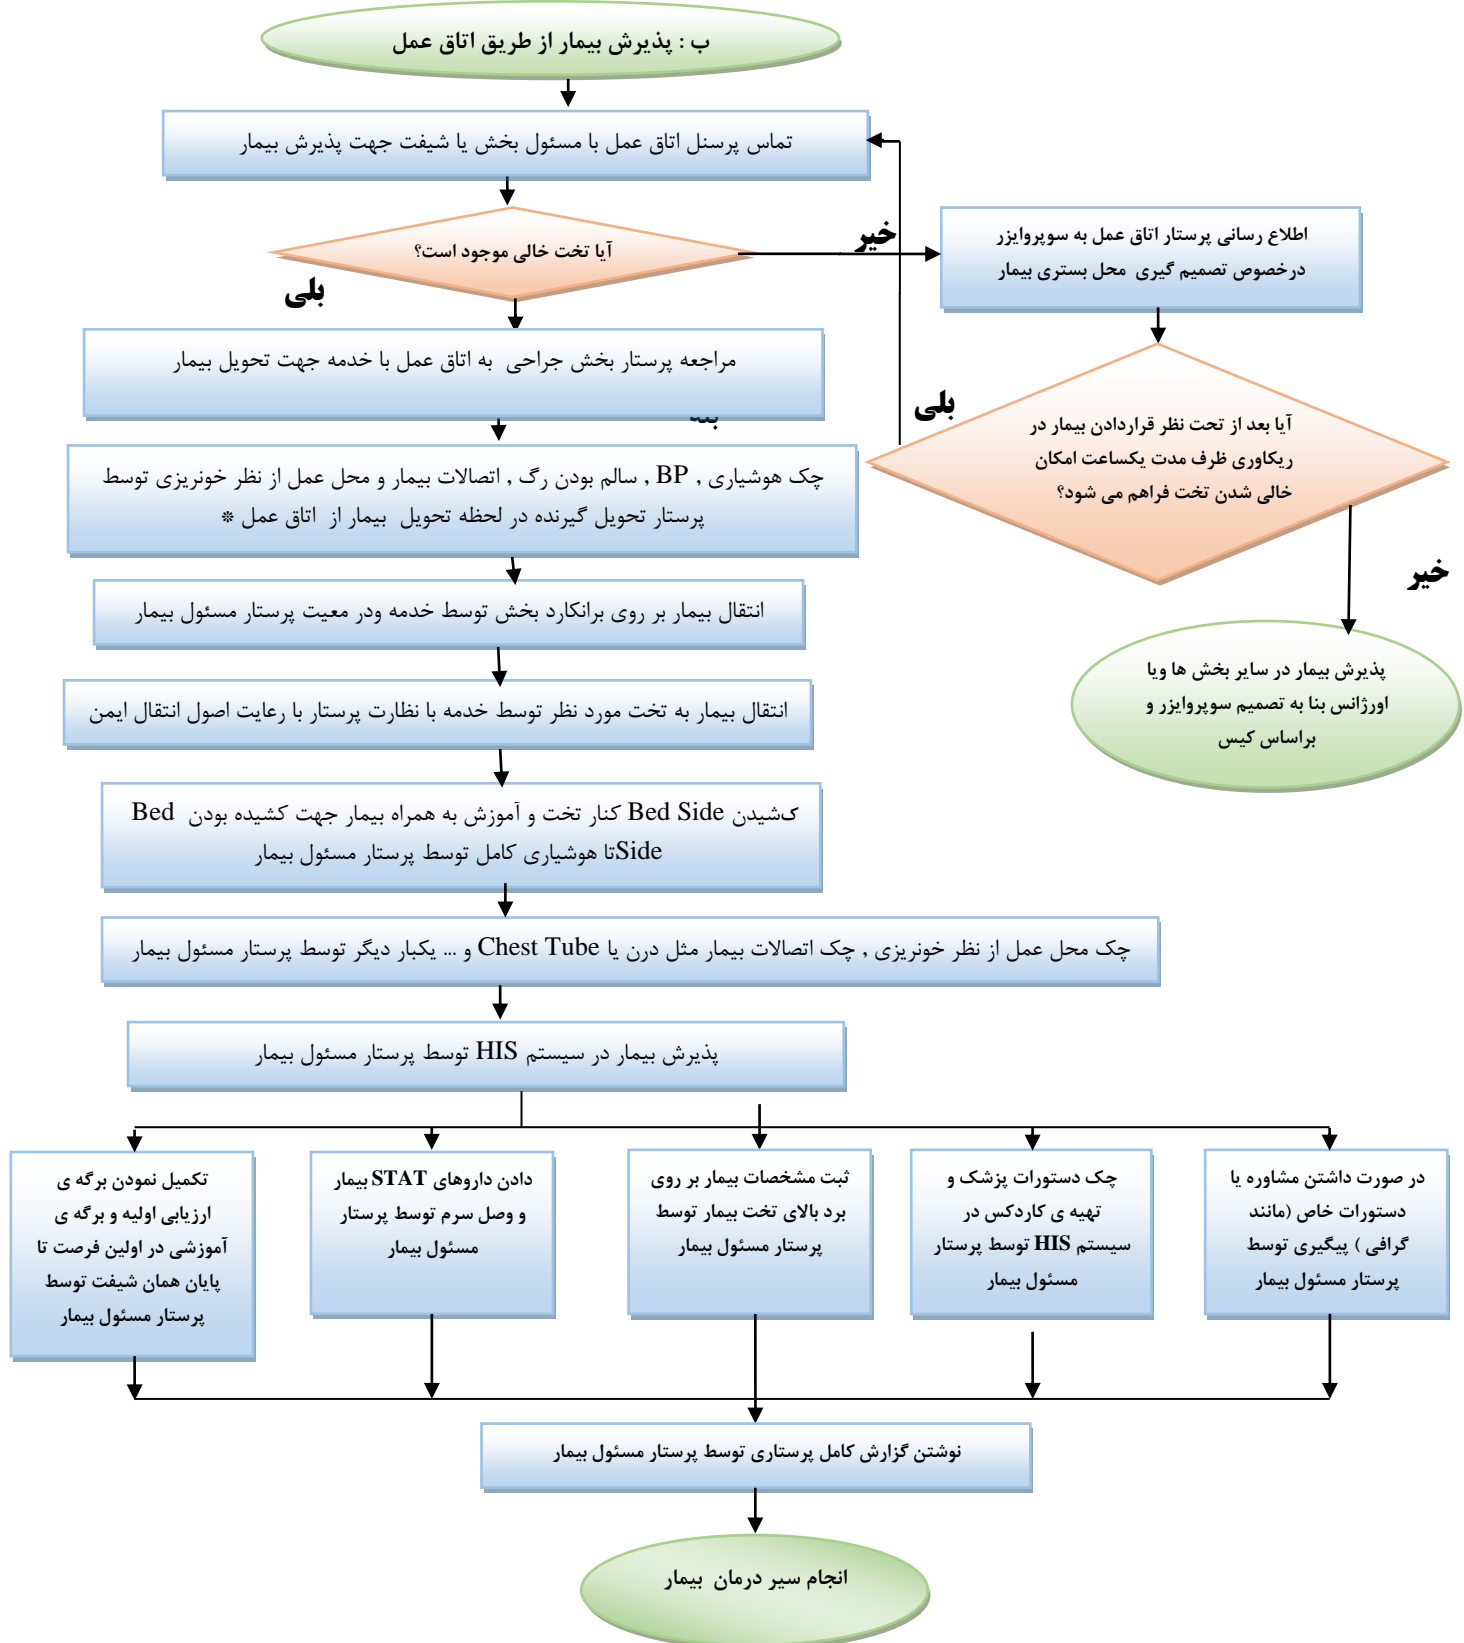 ب : پذیرش بیمار از طریق اتاق عمل
تماس پرسنل اتاق عمل با مسئول بخش یا شیفت جهت پذیرش بیمار
آیا تخت خالی موجود است؟
خیر
بلی
اطلاع رسانی پرستار اتاق عمل به سوپروایزر
درخصوص تصمیم گیری محل بستری بیمار
مراجعه پرستار بخش جراحی به اتاق عمل با خدمه جهت تحویل بیمار
بلی
آیا بعد از تحت نظر قراردادن بیمار در
ریکاوری ظرف مدت یکساعت امکان
خالی شدن تخت فراهم می شود؟
خیر
چک هوشیاری , BP , سالم بودن رگ , اتصالات بیمار و محل عمل از نظر خونریزی توسط
پرستار تحویل گیرنده در لحظه تحویل بیمار از اتاق عمل *
انتقال بیمار بر روی برانکارد بخش توسط خدمه ودر معیت پرستار مسئول بیمار
پذیرش بیمار در سایر بخش ها ویا
اورژانس بنا به تصمیم سوپروایزر و
براساس کیس
انتقال بیمار به تخت مورد نظر توسط خدمه با نظارت پرستار با رعایت اصول انتقال ایمن
کشیدن Bed Side کنار تخت و آموزش به همراه بیمار جهت کشیده بودن Bed
Sideتا هوشیاری کامل توسط پرستار مسئول بیمار
چک محل عمل از نظر خونریزی , چک اتصالات بیمار مثل درن یا Chest Tube و ... یکبار دیگر توسط پرستار مسئول بیمار
پذیرش بیمار در سیستم HIS توسط پرستار مسئول بیمار
در صورت داشتن مشاوره یا
دستورات خاص (مانند
گرافی ) پیگیری توسط
پرستار مسئول بیمار
چک دستورات پزشک و
تهیه ی کاردکس در
سیستم HIS توسط پرستار
مسئول بیمار
ثبت مشخصات بیمار بر روی
برد بالای تخت بیمار توسط
پرستار مسئول بیمار
دادن داروهای STAT بیمار
و وصل سرم توسط پرستار
مسئول بیمار
تکمیل نمودن برگه ی
ارزیابی اولیه و برگه ی
آموزشی در اولین فرصت تا
پایان همان شیفت توسط
پرستار مسئول بیمار
نوشتن گزارش کامل پرستاری توسط پرستار مسئول بیمار
انجام سیر درمان بیمار